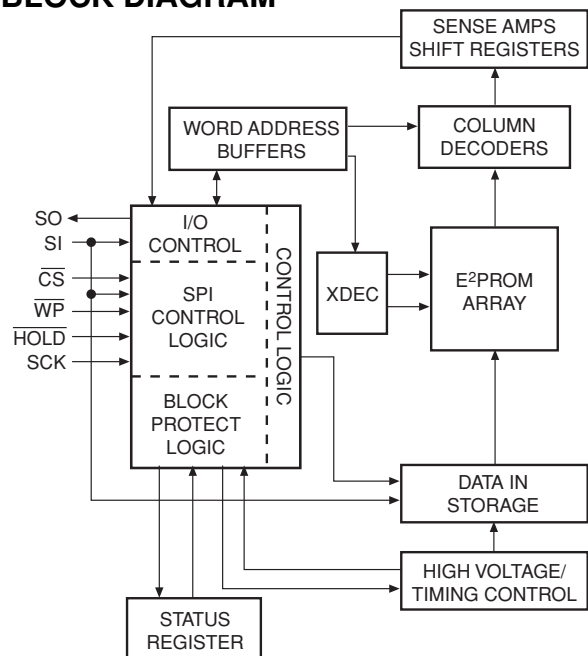 BLOCK DIAGRAM
SENSE AMPS
SHIFT REGISTERS
WORD ADDRESS
BUFFERS
COLUMN
DECODERS
SO
SI
CS
WP
HOLD
SCK
I/O
CONTROL
SPI
CONTROL
LOGIC
BLOCK
PROTECT
LOGIC
CONTROL LOGIC
XDEC
E²PROM
ARRAY
DATA IN
STORAGE
HIGH VOLTAGE/
TIMING CONTROL
STATUS
REGISTER